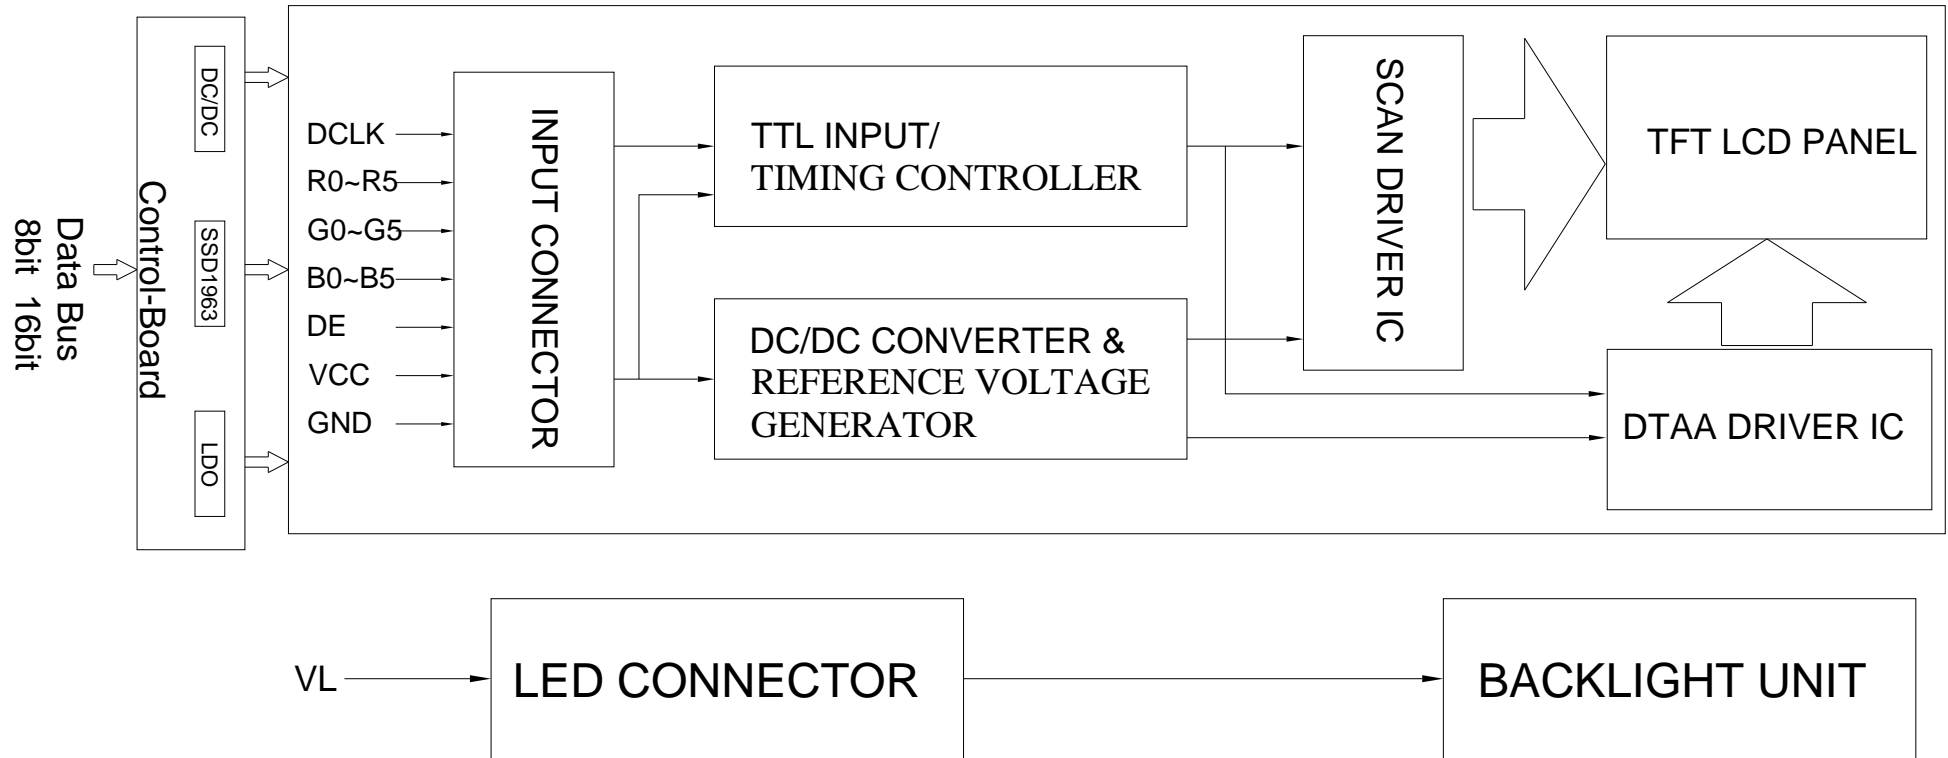 Data Bus
8bit 16bit
Control-Board
DC/DC
SSD1963
LDO
DCLK
R0~R5
G0~G5
B0~B5
DE
VCC
GND
INPUT CONNECTOR
TTL INPUT/
TIMING CONTROLLER
DC/DC CONVERTER &
REFERENCE VOLTAGE
GENERATOR
SCAN DRIVER IC
TFT LCD PANEL
DTAA DRIVER IC
VL
LED CONNECTOR
BACKLIGHT UNIT